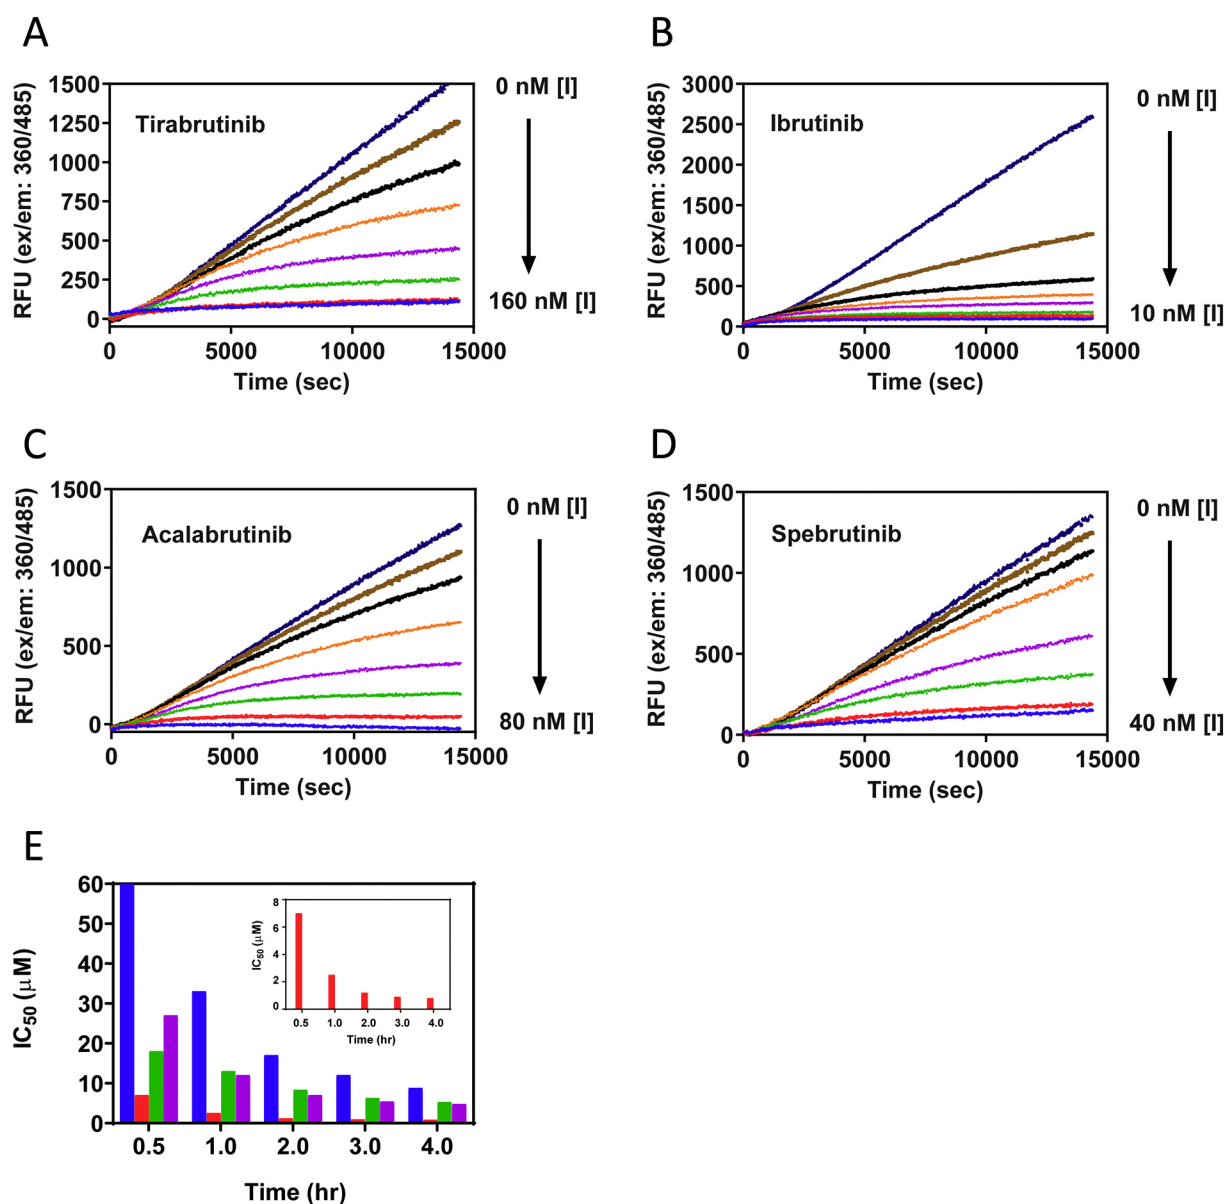 A
1500
1250
1000
750
500
250
0
RFU (ex/em: 360/485)
Tirabrutinib
0 5000 10000 15000
Time (sec)
0 nM [I]
160 nM [I]
B
3000
2500
2000
1500
1000
500
0
RFU (ex/em: 360/485)
Ibrutinib
0 5000 10000 15000
Time (sec)
0 nM [I]
10 nM [I]
C
1500
1000
500
0
RFU (ex/em: 360/485)
Acalabrutinib
0 5000 10000 15000
Time (sec)
0 nM [I]
80 nM [I]
D
1500
1000
500
0
RFU (ex/em: 360/485)
Spebrutinib
0 5000 10000 15000
Time (sec)
0 nM [I]
40 nM [I]
E
60
50
40
30
20
10
0
IC50 (μM)
0.5 1.0 2.0 3.0 4.0
Time (hr)
8
6
4
2
0
IC50 (μM)
0.5 1.0 2.0 3.0 4.0
Time (hr)